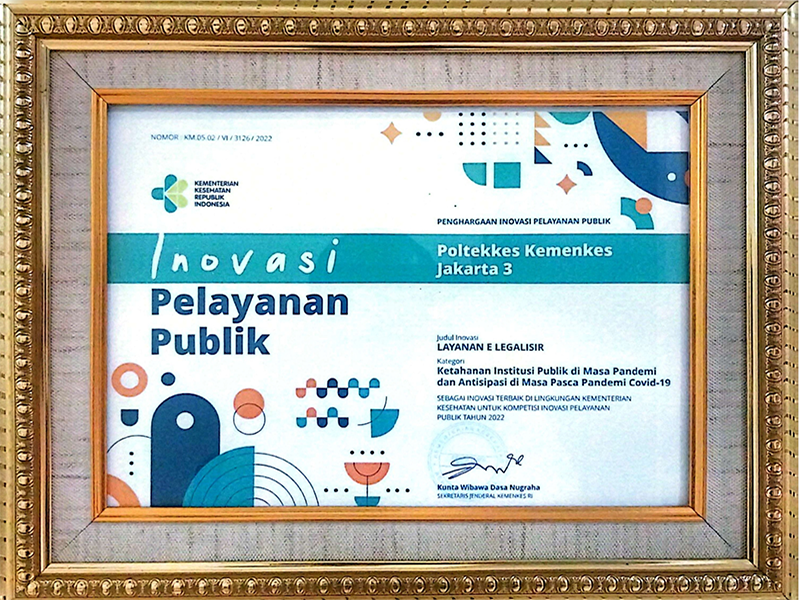 NOMOR : KM.05.02 / VI / 3126 / 2022
KEMENTERIAN
KESEHATAN
REPUBLIK
INDONESIA
PENGHARGAAN INOVASI PELAYANAN PUBLIK
Inovasi
Poltekkes Kemenkes
Jakarta 3
Pelayanan
Publik
Judul Inovasi
LAYANAN E LEGALISIR
Kategori
Ketahanan Institusi Publik di Masa Pandemi
dan Antisipasi di Masa Pasca Pandemi Covid-19
SEBAGAI INOVASI TERBAIK DI LINGKUNGAN KEMENTERIAN
KESEHATAN UNTUK KOMPETISI INOVASI PELAYANAN
PUBLIK TAHUN 2022
Kunta Wibawa Dasa Nugraha
SEKRETARIS JENDERAL KEMENKES RI